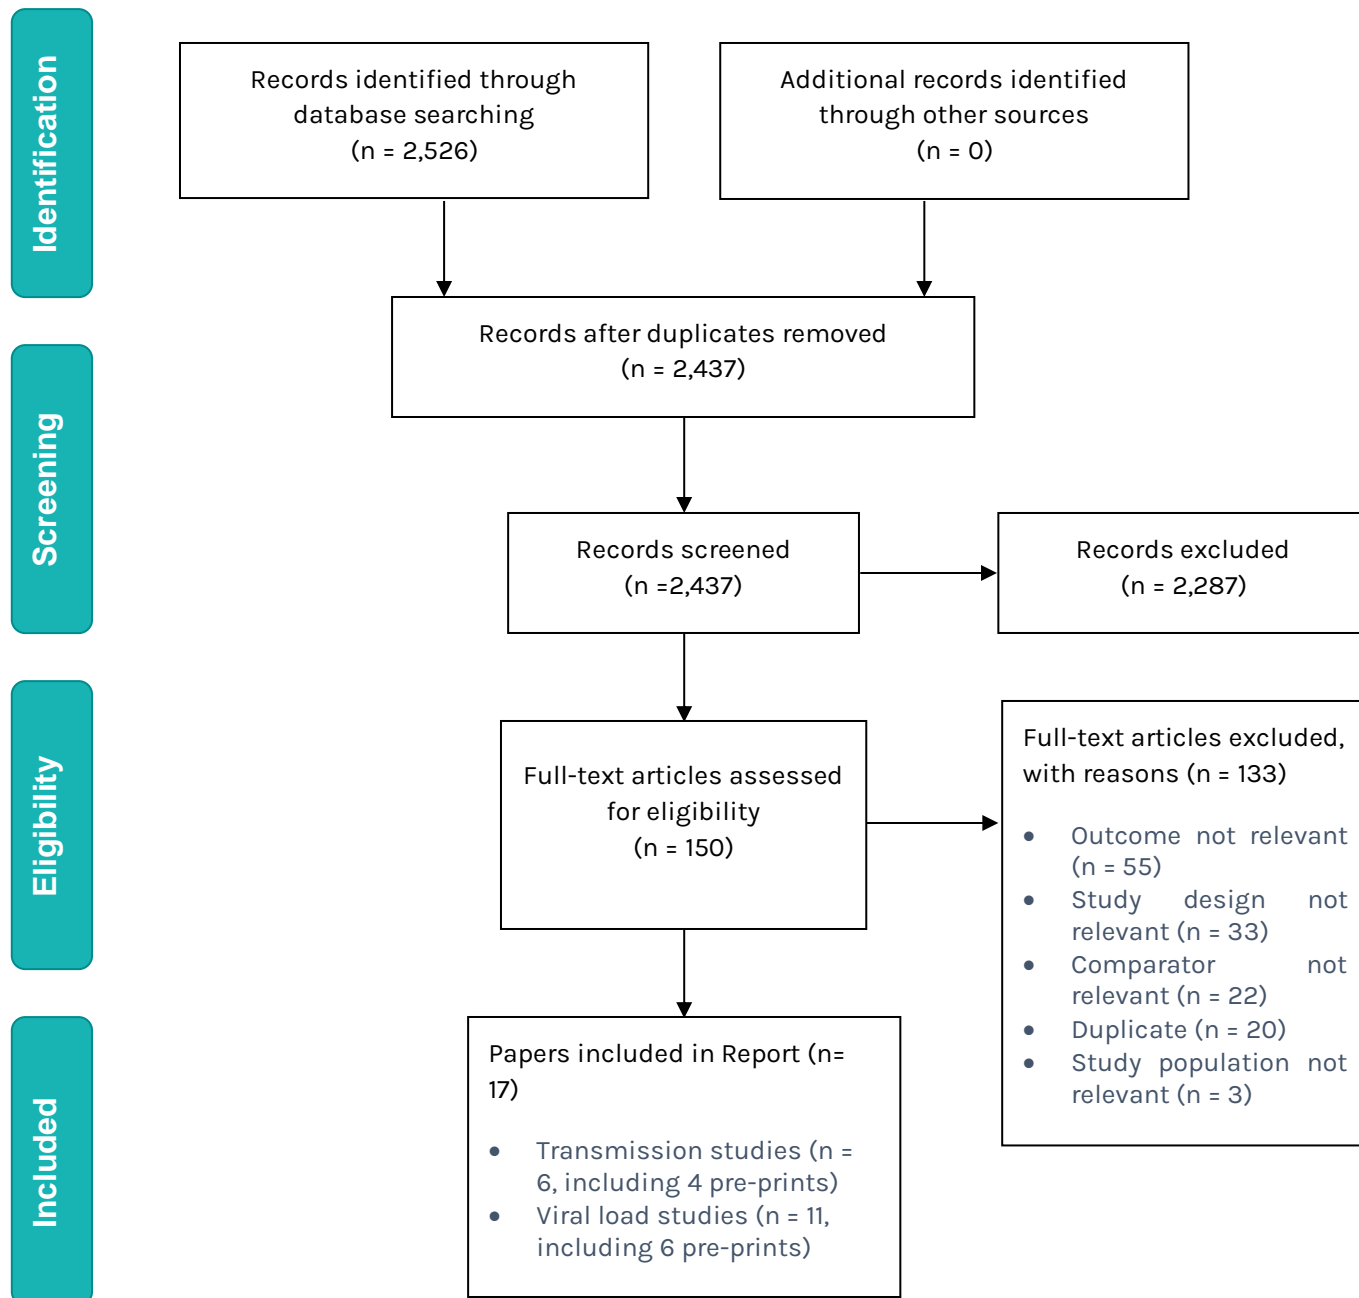 Identification
Records identified through
database searching
(n = 2,526)
Additional records identified
through other sources
(n = 0)
Records after duplicates removed
(n = 2,437)
Screening
Records screened
(n =2,437)
Records excluded
(n = 2,287)
Eligibility
Full-text articles assessed
for eligibility
(n = 150)
Full-text articles excluded,
with reasons (n = 133)
• Outcome not relevant
(n = 55)
• Study design not
relevant (n = 33)
• Comparator not
relevant (n = 22)
• Duplicate (n = 20)
• Study population not
relevant (n = 3)
Included
Papers included in Report (n=
17)
• Transmission studies (n =
6, including 4 pre-prints)
• Viral load studies (n = 11,
including 6 pre-prints)